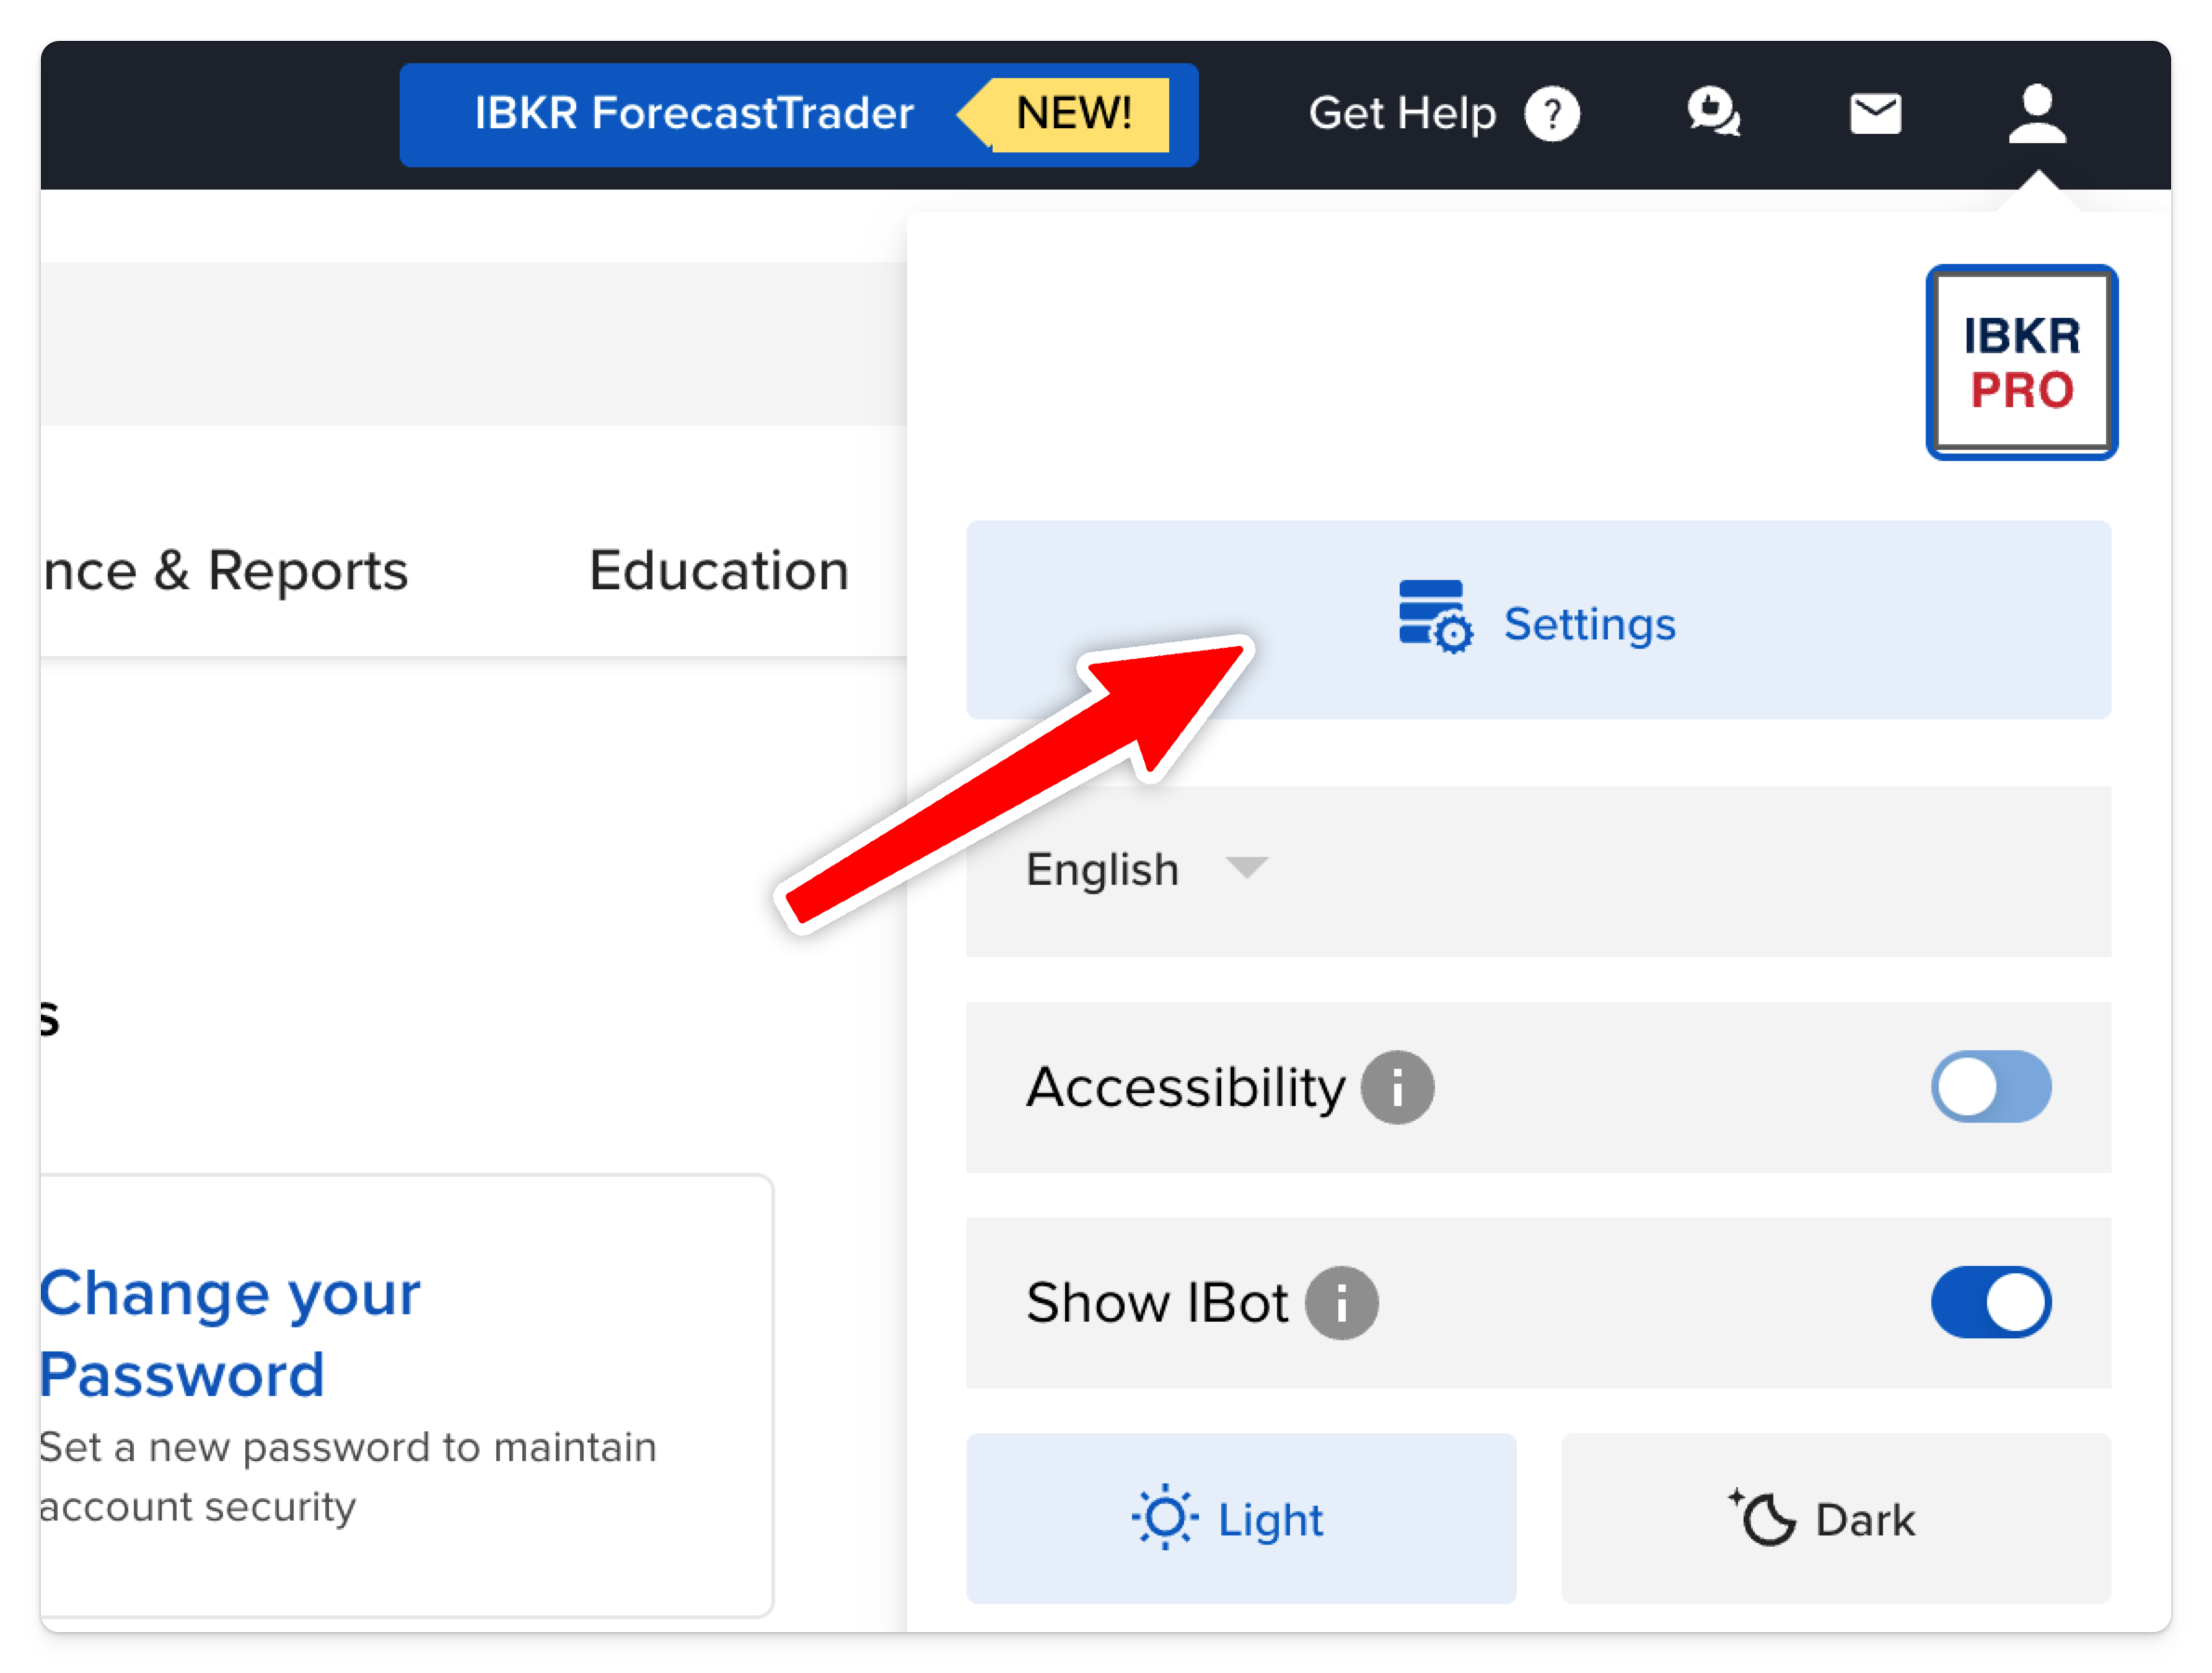 IBKR ForecastTrader NEW! Get Help ?
IBKR
PRO
nce & Reports Education
Settings
English
s
Accessibility i
Show IBot i
Change your
Password
Set a new password to maintain
account security
Light Dark